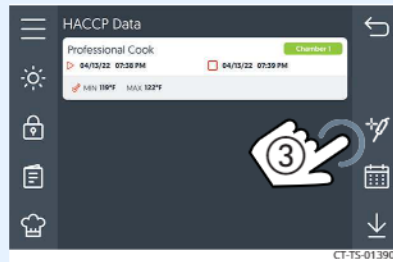 HACCP Data
Professional Cook
Chamber 1
04/13/22 07:38 PM
04/13/22 07:39 PM
MIN 119°F MAX 122°F
3
CT-TS-01390